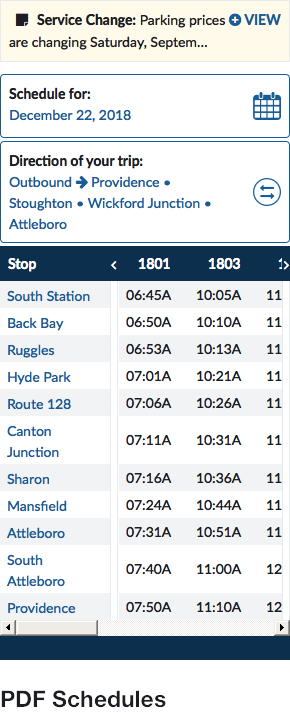 Service Change: Parking prices VIEW
are changing Saturday, Septem...
Schedule for:
December 22, 2018
Direction of your trip:
Outbound → Providence •
Stoughton • Wickford Junction •
Attleboro
Stop 1801 1803 1
South Station 06:45A 10:05A 11
Back Bay 06:50A 10:10A 11
Ruggles 06:53A 10:13A 11
Hyde Park 07:01A 10:21A 11
Route 128 07:06A 10:26A 11
Canton
Junction 07:11A 10:31A 11
Sharon 07:16A 10:36A 11
Mansfield 07:24A 10:44A 11
Attleboro 07:31A 10:51A 11
South
Attleboro 07:40A 11:00A 12
Providence 07:50A 11:10A 12
PDF Schedules